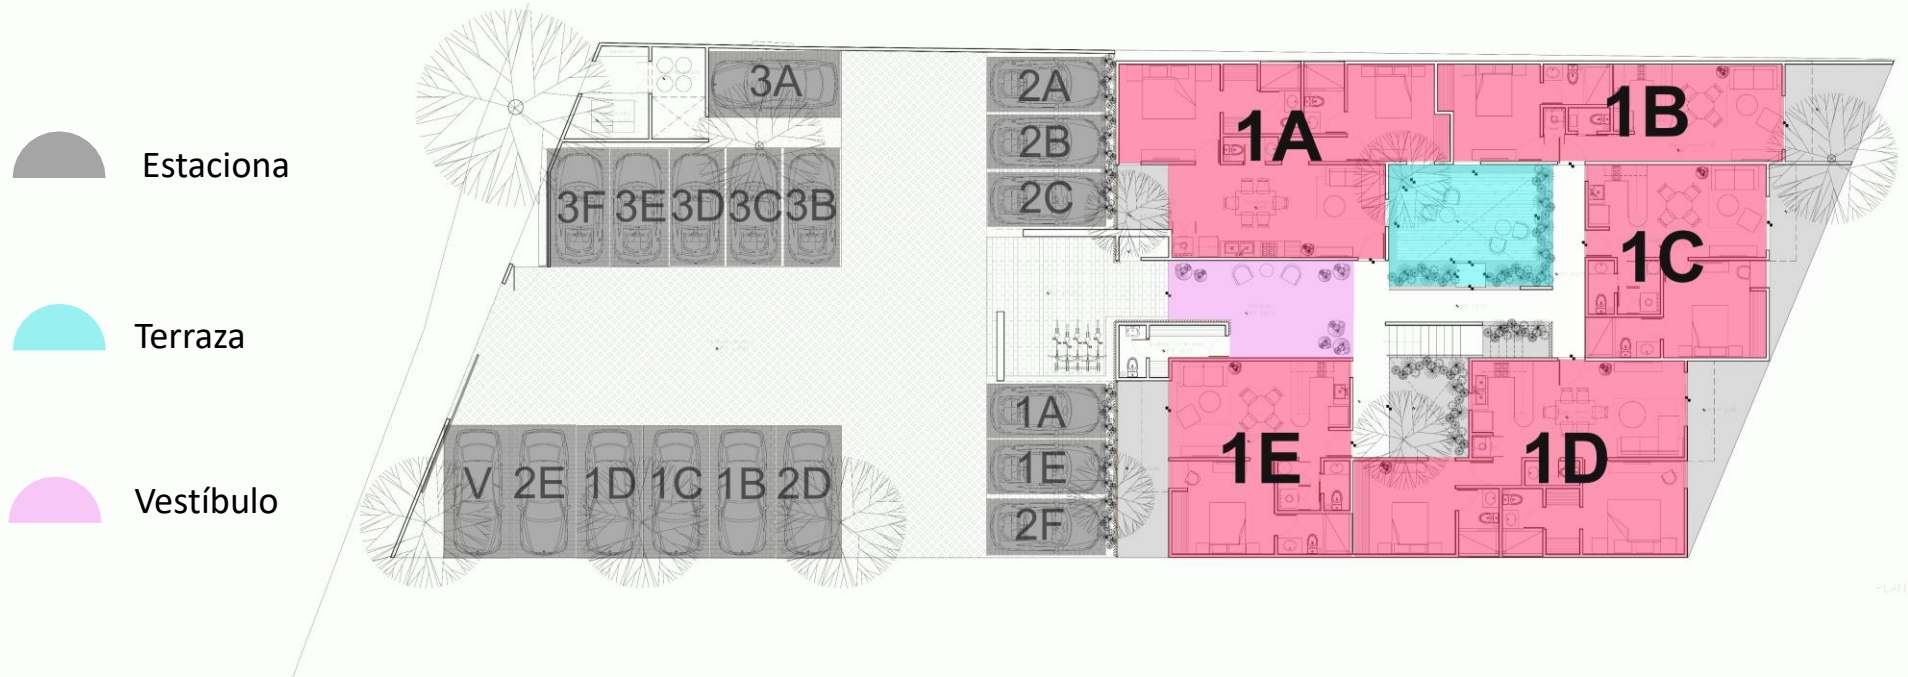 Estaciona
Terraza
Vestíbulo
3A
3F 3E 3D 3C 3B
2A
2B
2C
V 2E 1D 1C 1B 2D
1A
1E
2F
1A
1B
1C
1E
1D
PLAN